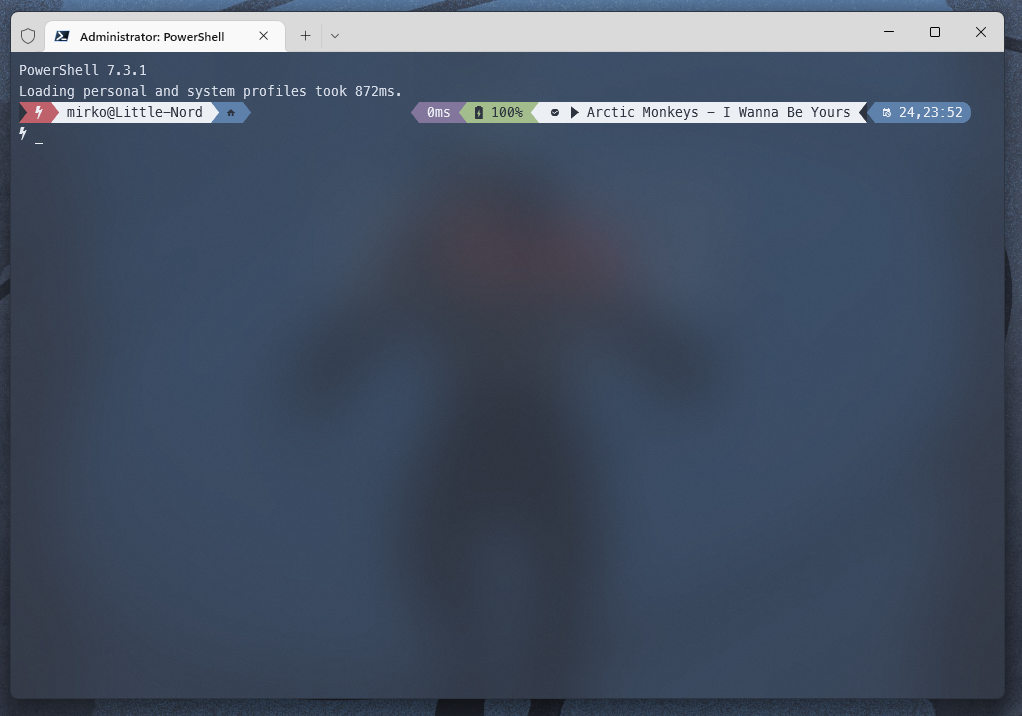 Administrator: PowerShell
PowerShell 7.3.1
Loading personal and system profiles took 872ms.
mirko@Little-Nord 0ms 100% Arctic Monkeys - I Wanna Be Yours 24,23:52
_